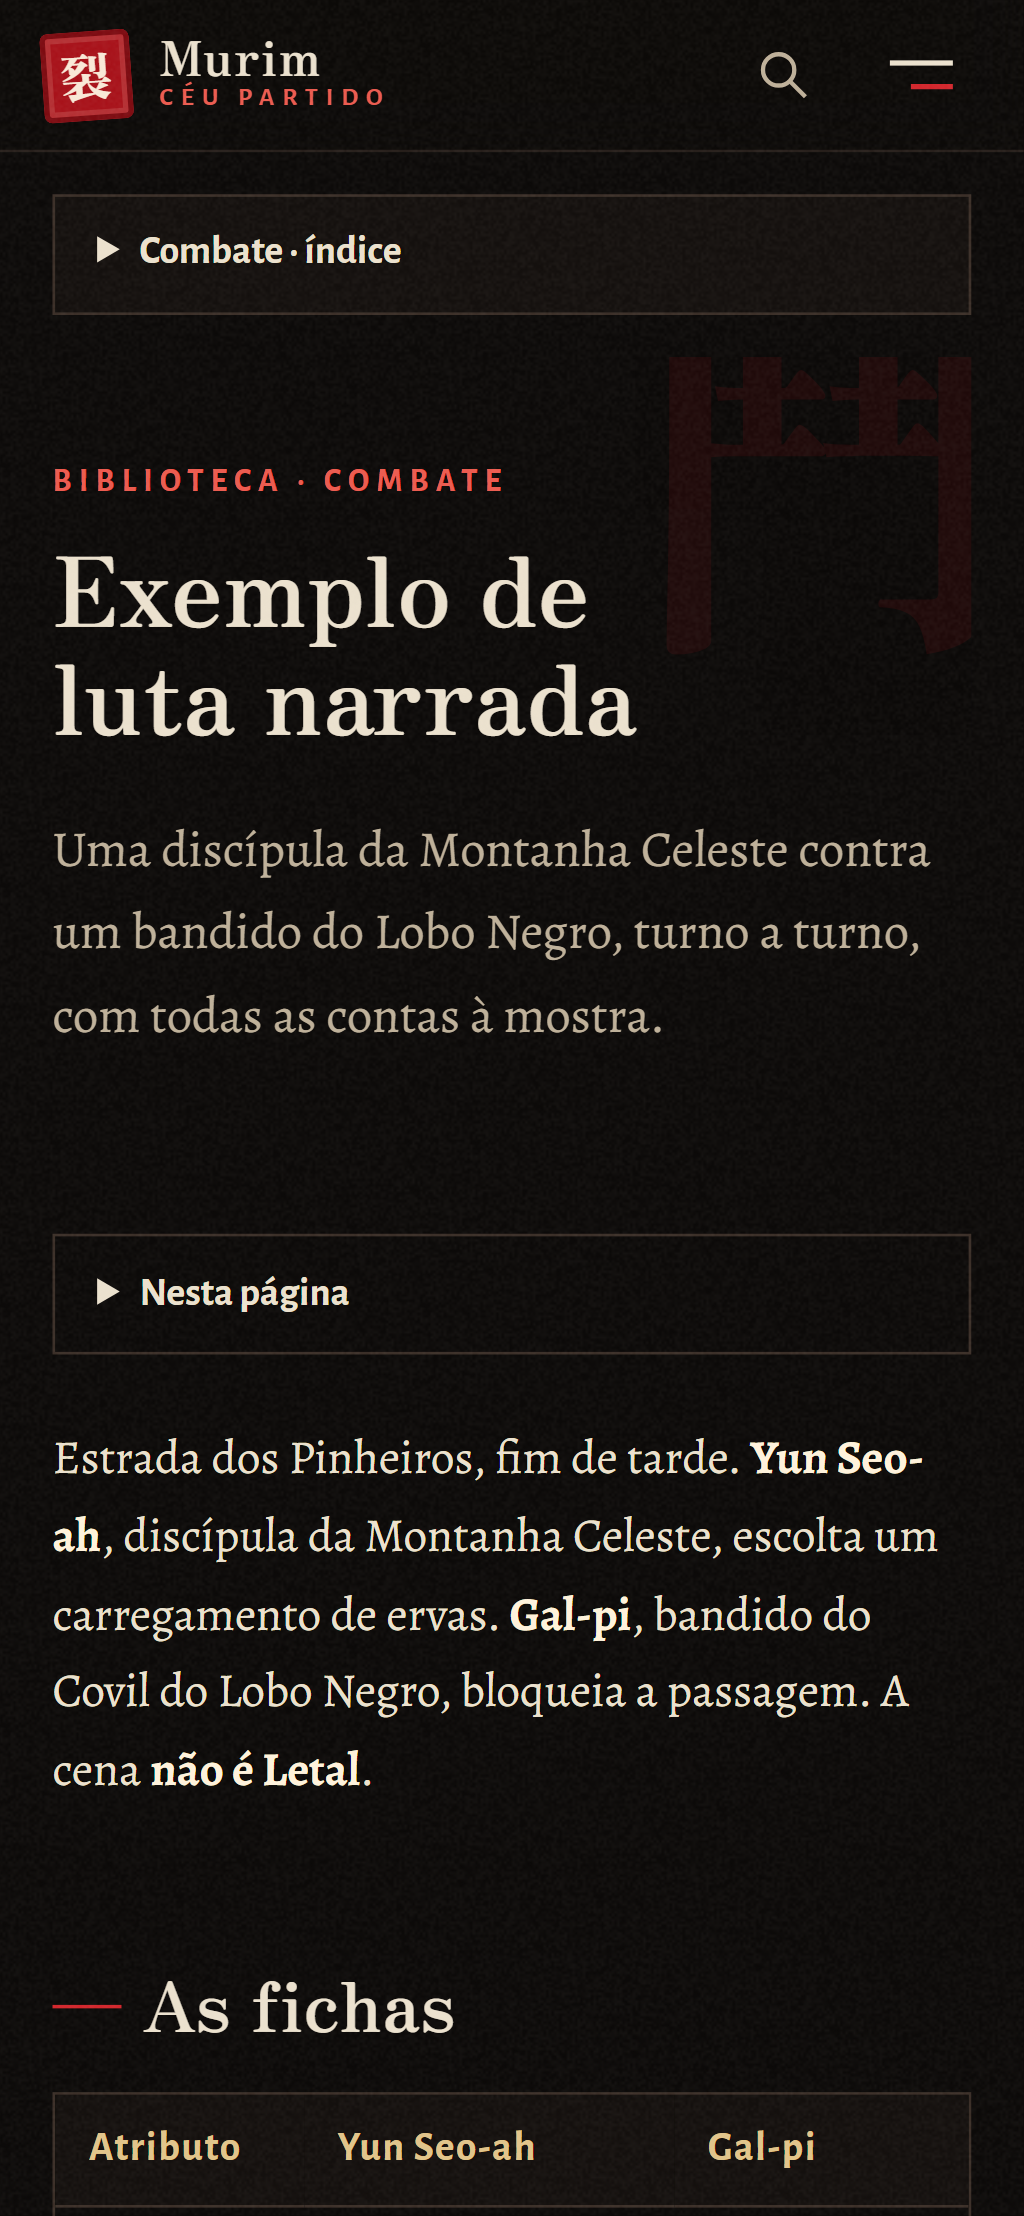 裂
Murim
CÉU PARTIDO
Combate · índice
鬥
BIBLIOTECA · COMBATE
Exemplo de
luta narrada
Uma discípula da Montanha Celeste contra
um bandido do Lobo Negro, turno a turno,
com todas as contas à mostra.
Nesta página
Estrada dos Pinheiros, fim de tarde. Yun Seo-
ah, discípula da Montanha Celeste, escolta um
carregamento de ervas. Gal-pi, bandido do
Covil do Lobo Negro, bloqueia a passagem. A
cena não é Letal.
As fichas
Atributo Yun Seo-ah Gal-pi